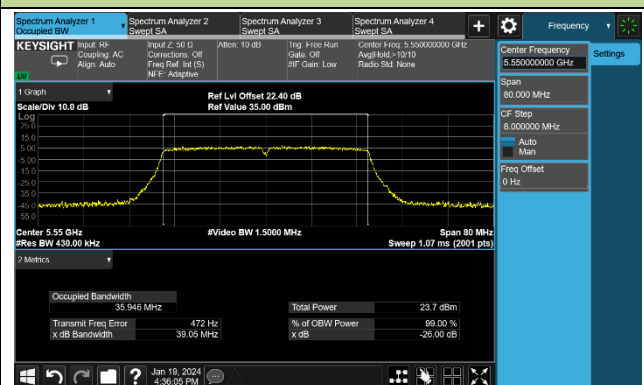 Spectrum Analyzer 1
Occupied BW
Spectrum Analyzer 2
Swept SA
Spectrum Analyzer 3
Swept SA
Spectrum Analyzer 4
Swept SA
+
Frequency
KEYSIGHT
Input: RF
Coupling: AC
Align: Auto
Input Z: 50 Ω
Corrections: Off
Freq Ref: Int (S)
NFE: Adaptive
Atten: 10 dB
Trig: Free Run
Gate: Off
#IF Gain: Low
Center Freq: 5.550000000 GHz
Avg|Hold:>10/10
Radio Std: None
LXI
Center Frequency
5.550000000 GHz
Settings
Span
80.000 MHz
CF Step
8.000000 MHz
Auto
Man
Freq Offset
0 Hz
1 Graph
Scale/Div 10.0 dB
Ref Lvl Offset 22.40 dB
Ref Value 35.00 dBm
Log
25.0
15.0
5.00
-5.00
-15.0
-25.0
-35.0
-45.0
-55.0
Center 5.55 GHz
#Res BW 430.00 kHz
#Video BW 1.5000 MHz
Span 80 MHz
Sweep 1.07 ms (2001 pts)
2 Metrics
Occupied Bandwidth
35.946 MHz
Total Power 23.7 dBm
Transmit Freq Error 472 Hz
% of OBW Power 99.00 %
x dB Bandwidth 39.05 MHz
x dB -26.00 dB
?
Jan 19, 2024
4:36:05 PM